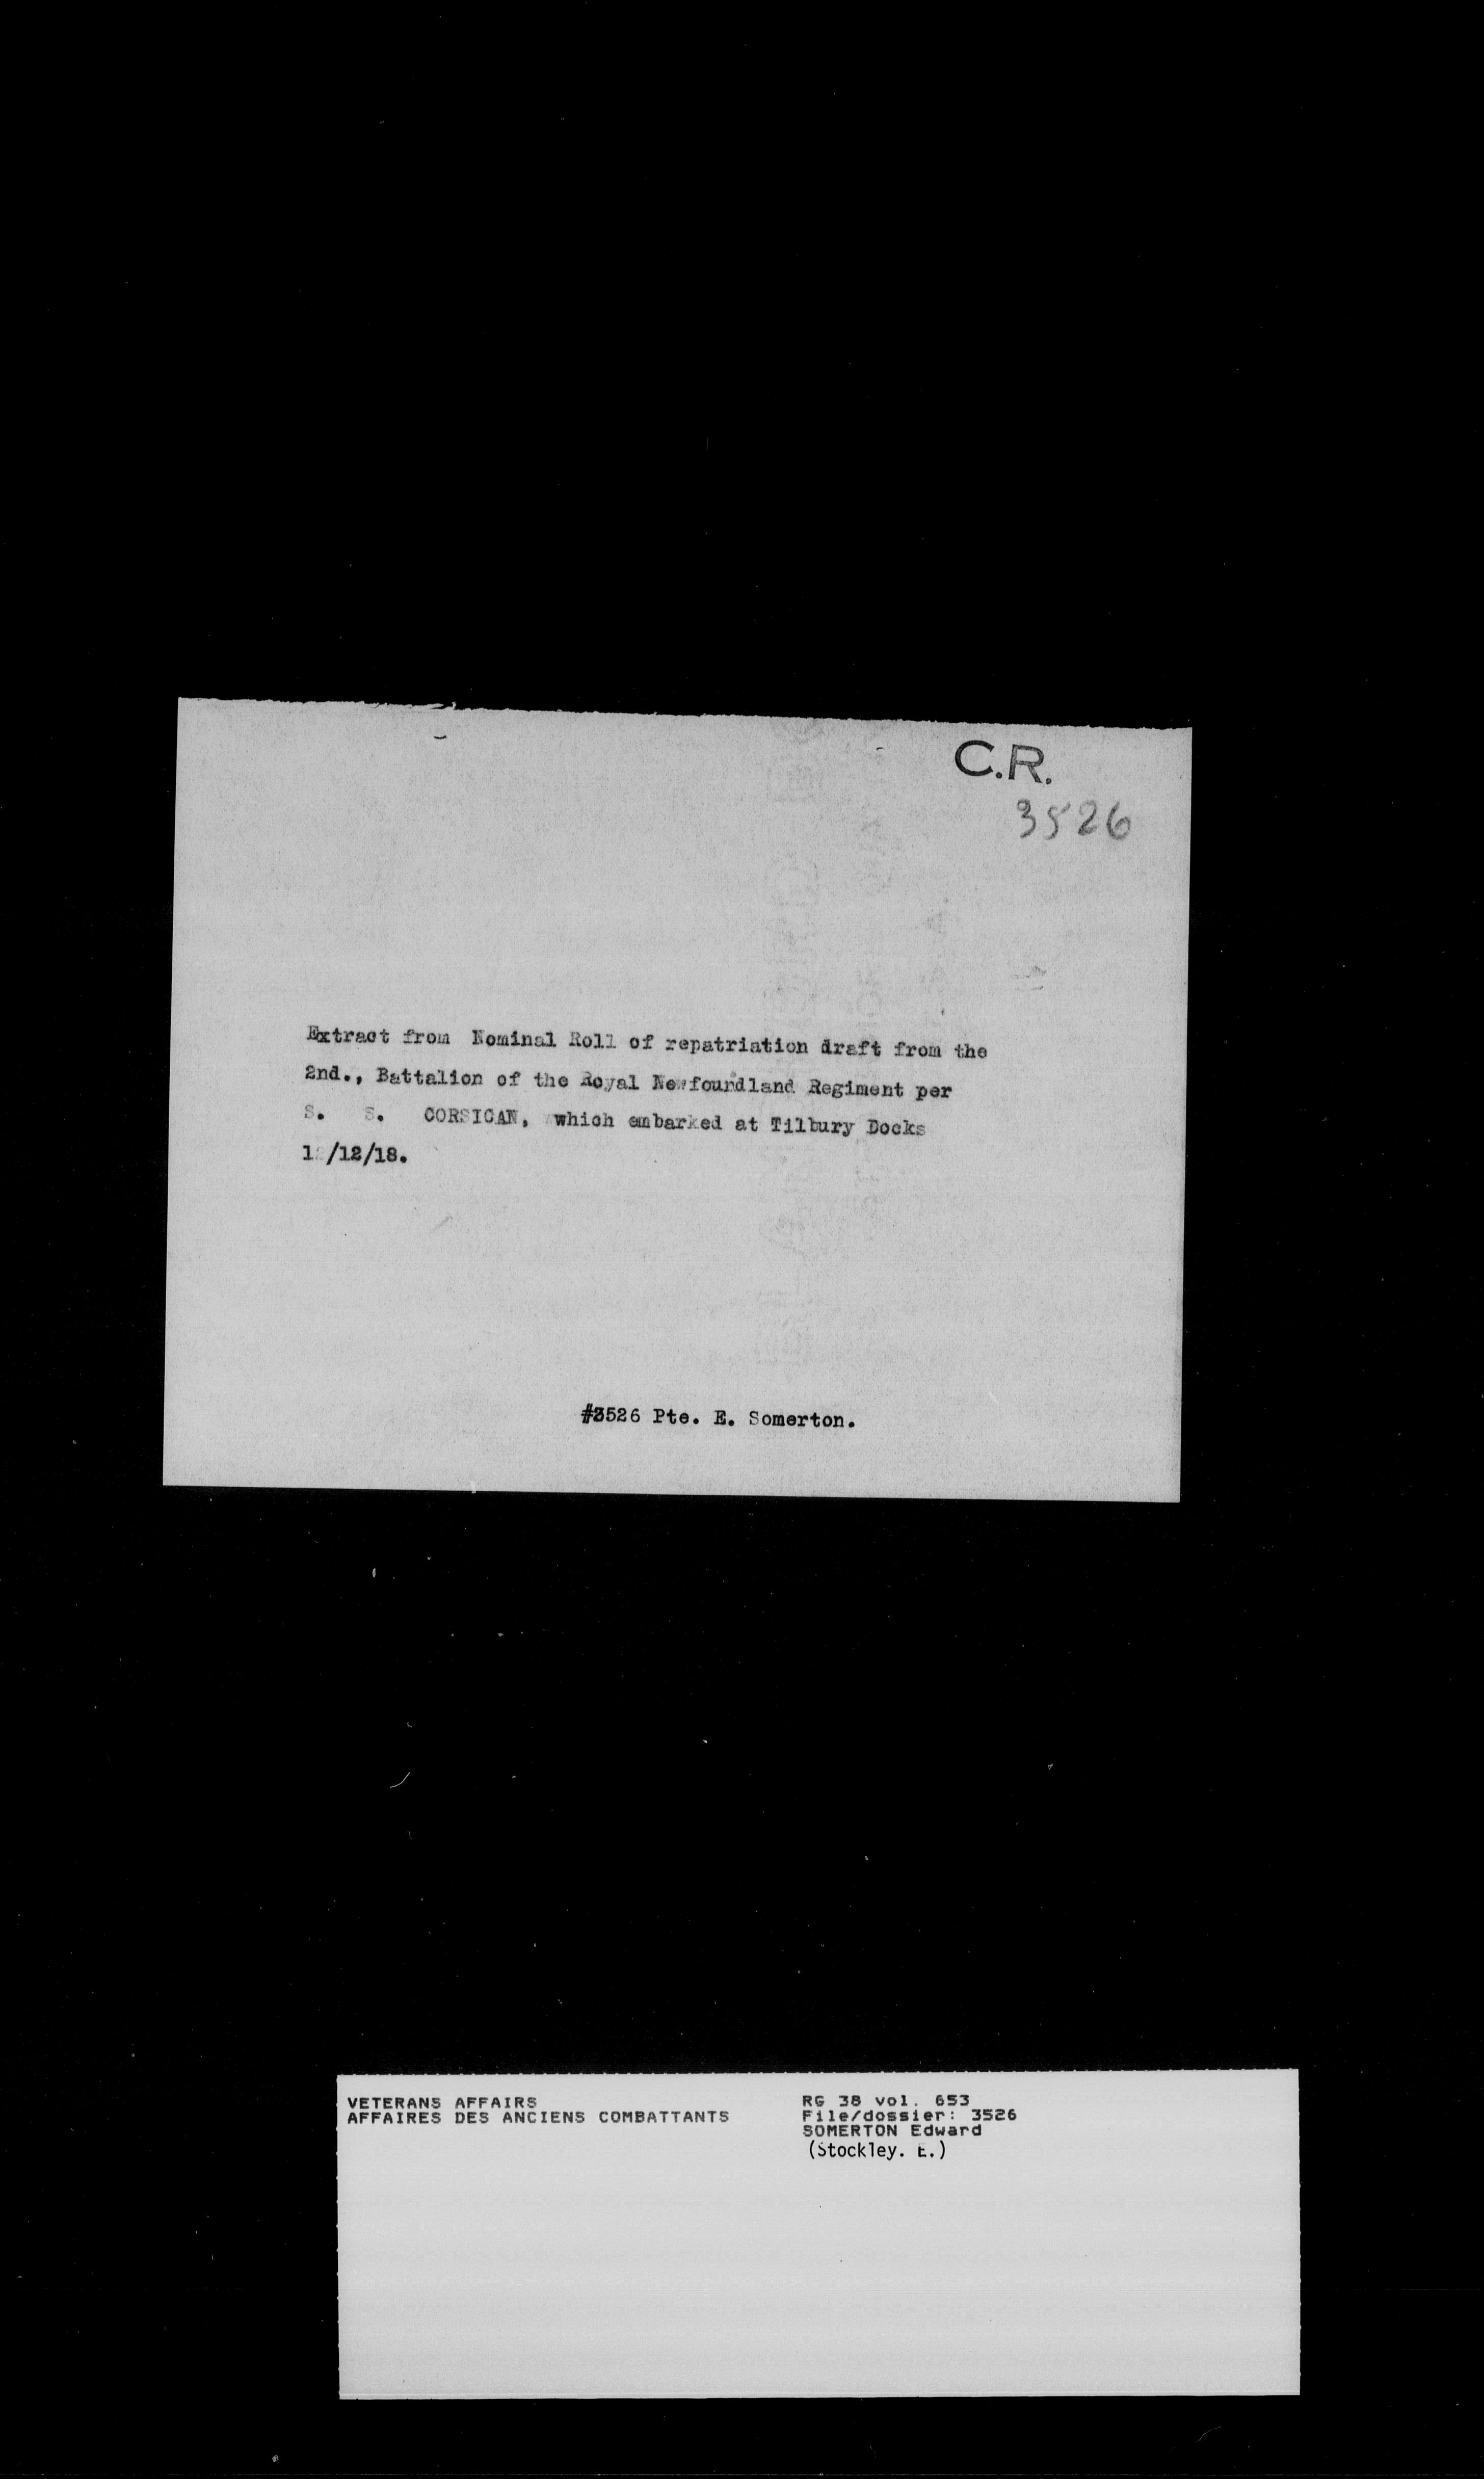 C.R.
3526
Extract from Nominal Roll of repatriation draft from the
2nd., Battalion of the Royal Newfourdland Regiment per
S. S. CORSICAN, which embarked at Tilbury Docks
/12/18.
#3526 Pte. E. Somerton.
VETERANS AFFAIRS
AFFAIRES DES ANCIENS COMBATTANTS
RG 38 vol. 653
File/dossier: 3526
SOMERTON Edward
(Stockley. E.)